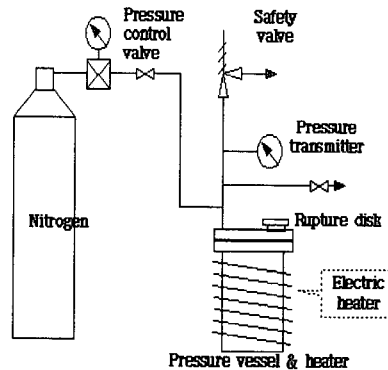 Pressure
control
valve
Safety
valve
Pressure
transmitter
Nitrogen
Rupture disk
Electric
heater
Pressure vessel & heater